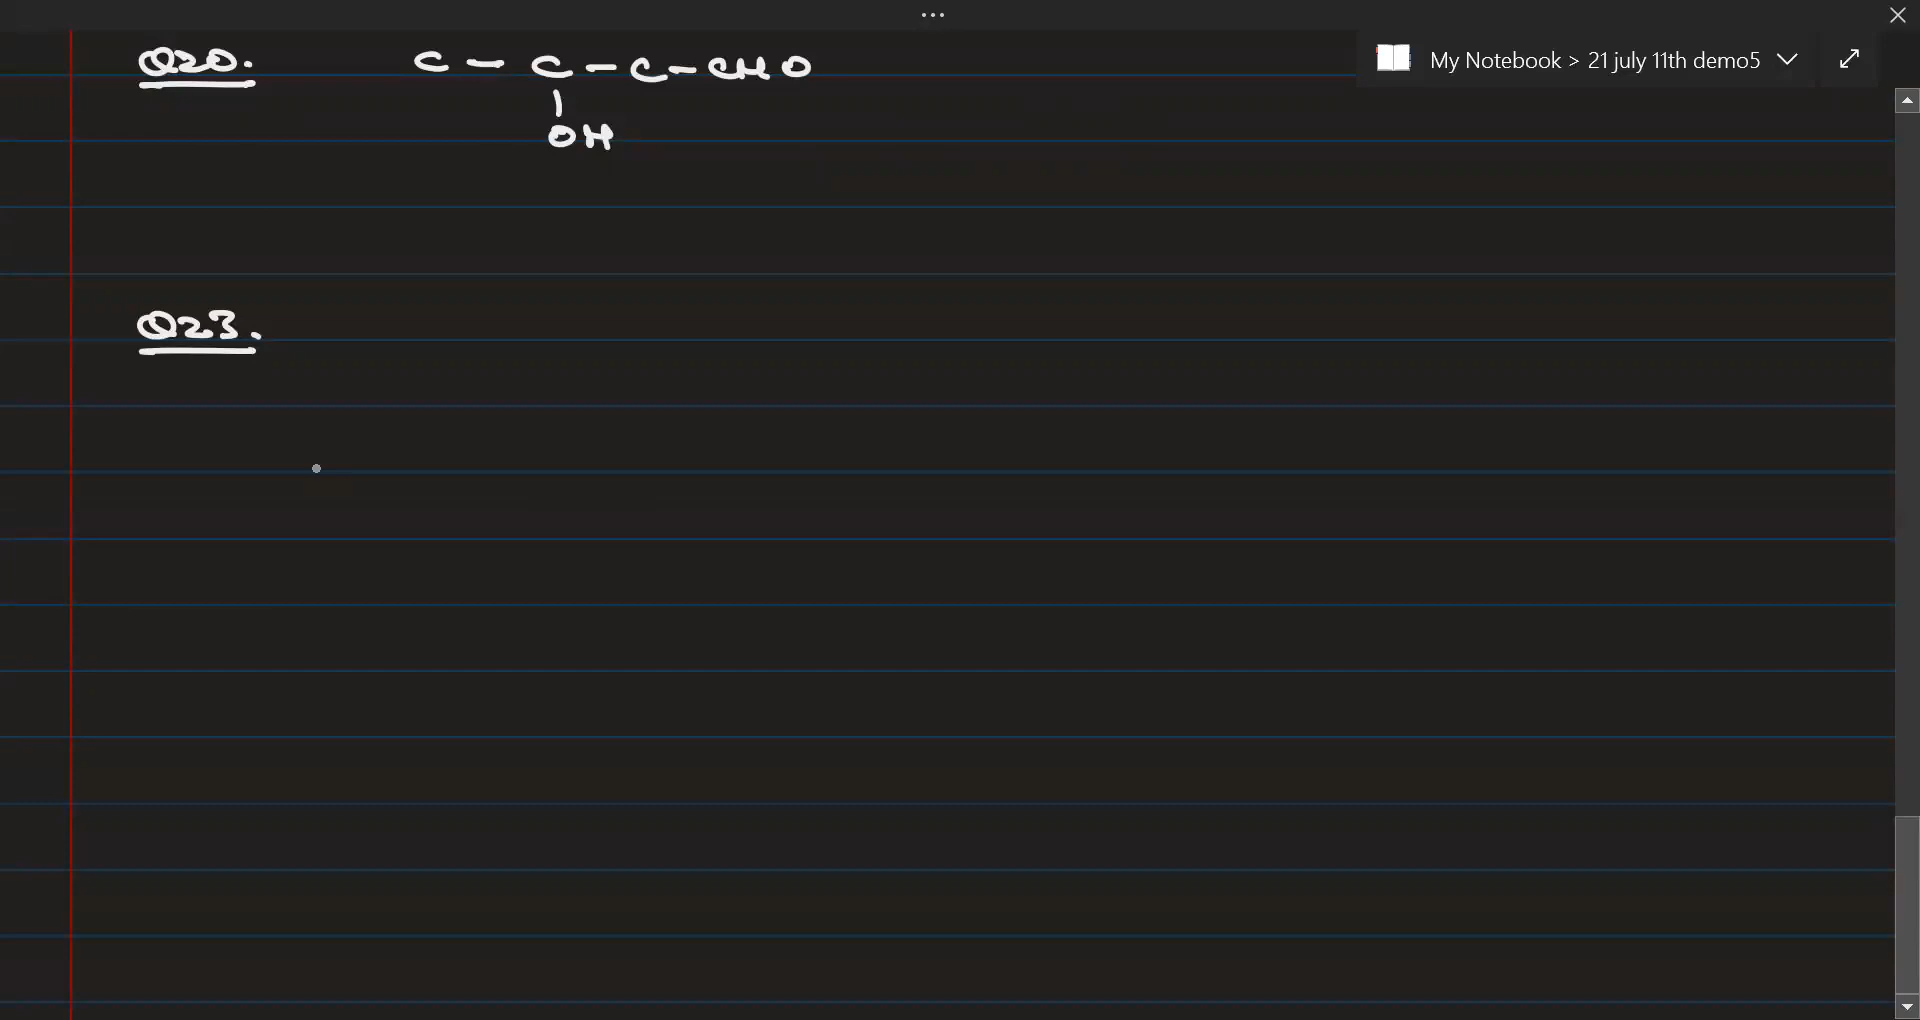 Q20. C - C - C - CHO
My Notebook > 21 july 11th demo5
|
OH
Q23.